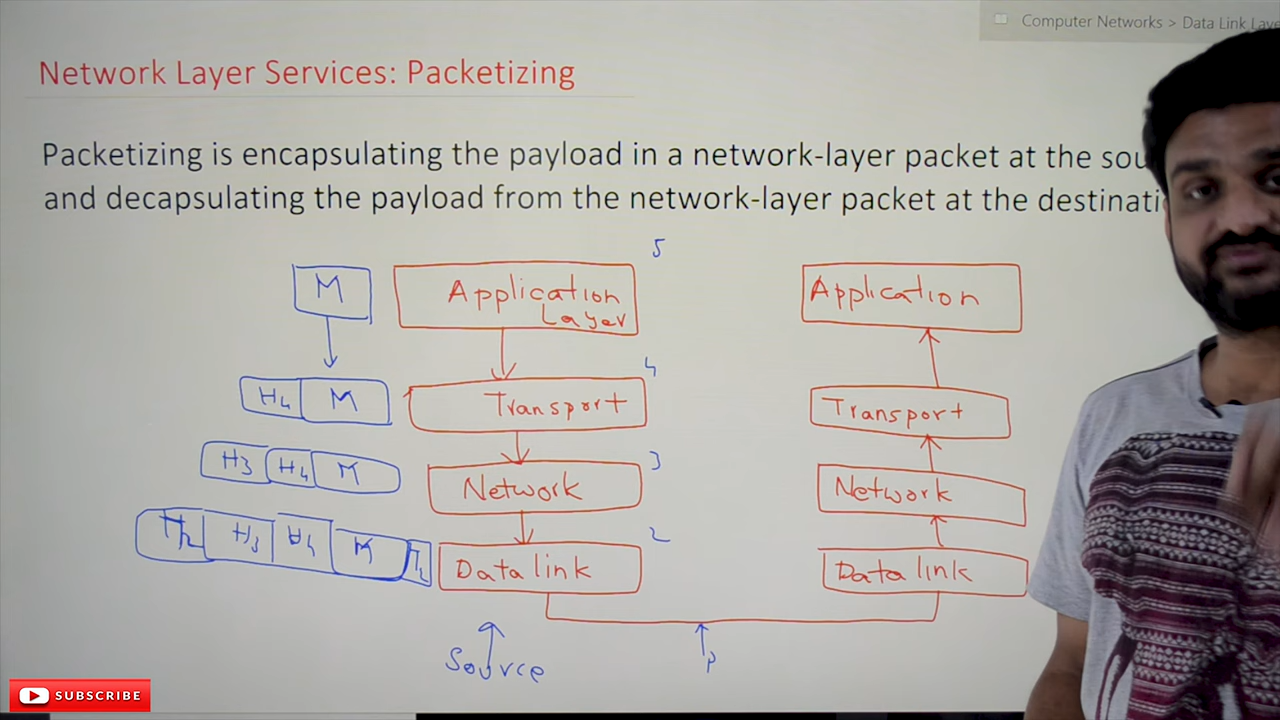 Computer Networks > Data Link Laye
Network Layer Services: Packetizing
Packetizing is encapsulating the payload in a network-layer packet at the sou
and decapsulating the payload from the network-layer packet at the destinati
5
M
Application
Layer
Application
4
H4 M
Transport
Transport
3
H3 H4 M
Network
Network
2
H2 H3 H4 M T2
Data link
Data link
Source
P
SUBSCRIBE